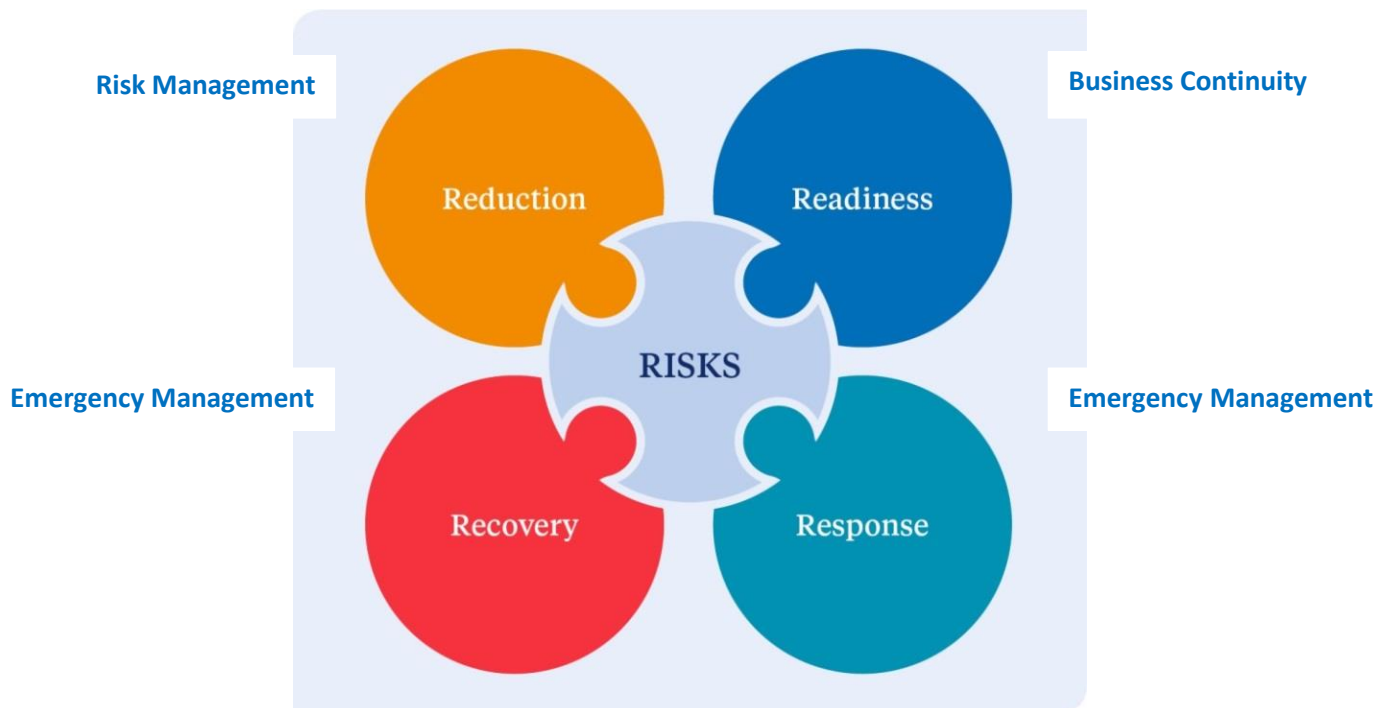 Risk Management
Business Continuity
Reduction
Readiness
RISKS
Emergency Management
Emergency Management
Recovery
Response